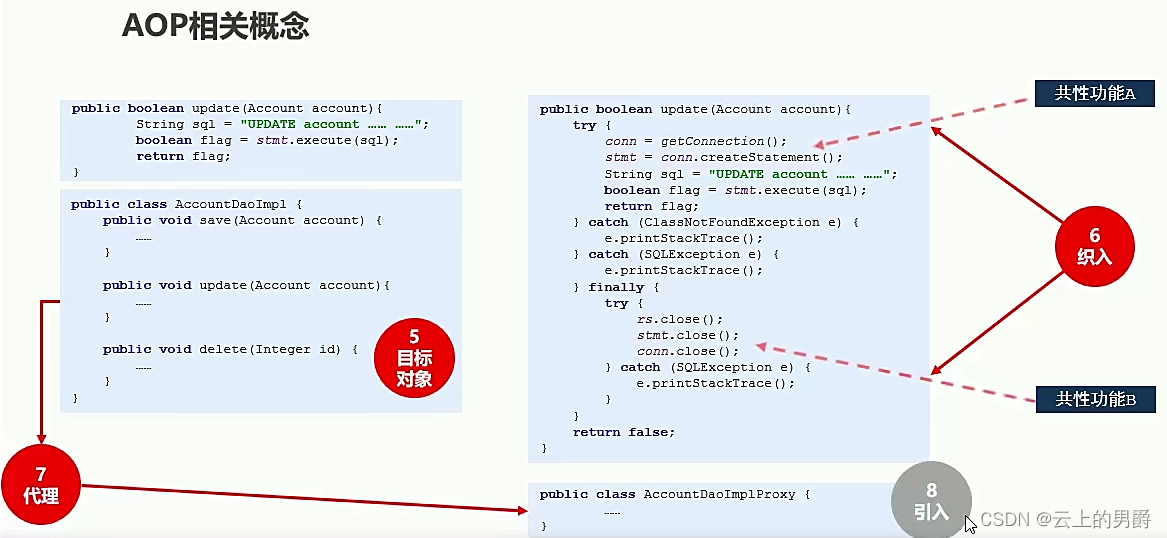 AOP相关概念
public boolean update(Account account){
String sql = "UPDATE account …… ……";
boolean flag = stmt.execute(sql);
return flag;
}
public class AccountDaoImpl {
public void save(Account account) {
……
}
public void update(Account account){
……
}
public void delete(Integer id) {
……
}
}
5
目标
对象
7
代理
public boolean update(Account account){
try {
conn = getConnection();
stmt = conn.createStatement();
String sql = "UPDATE account …… ……";
boolean flag = stmt.execute(sql);
return flag;
} catch (ClassNotFoundException e) {
e.printStackTrace();
} catch (SQLException e) {
e.printStackTrace();
} finally {
try {
rs.close();
stmt.close();
conn.close();
} catch (SQLException e) {
e.printStackTrace();
}
}
return false;
}
共性功能A
6
织入
共性功能B
public class AccountDaoImplProxy {
……
}
8
引入
CSDN @云上的男爵